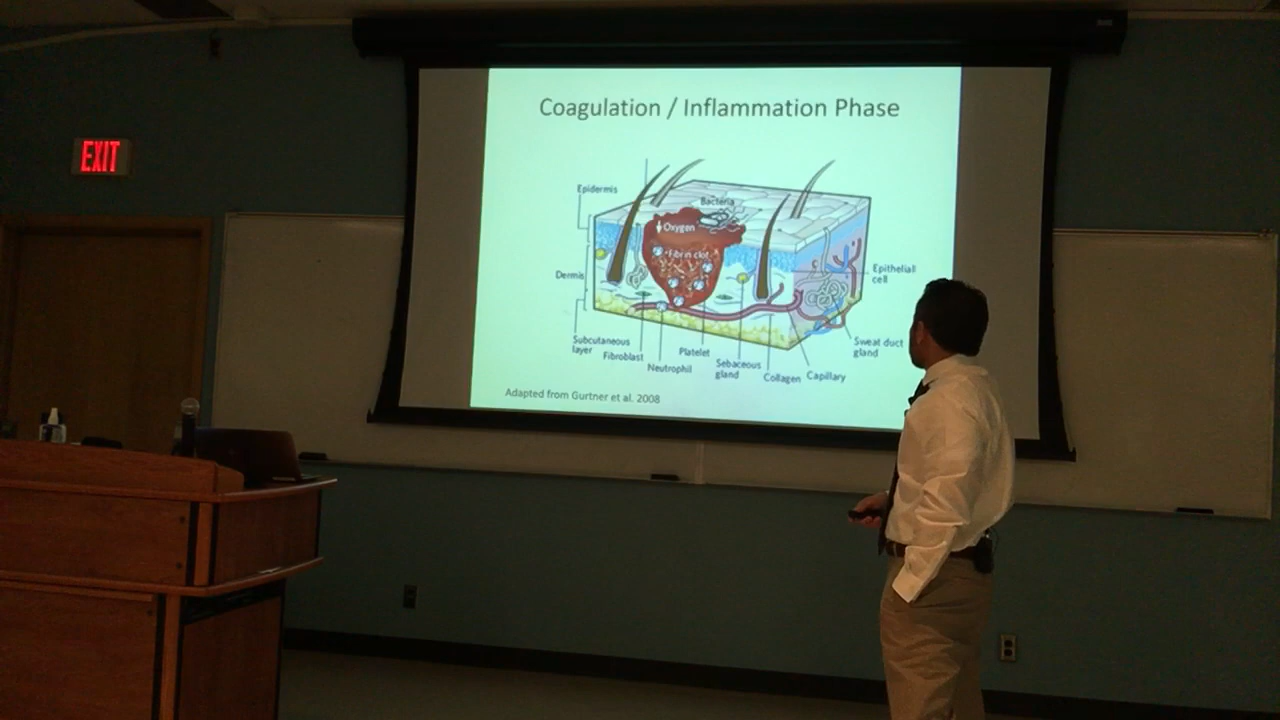 EXIT
Coagulation / Inflammation Phase
Epidermis
Bacteria
Oxygen
Fibrin clot
Dermis
Epithelial
cell
Subcutaneous
layer
Fibroblast
Neutrophil
Platelet
Sebaceous
gland
Collagen
Capillary
Sweat duct
gland
Adapted from Gurtner et al. 2008